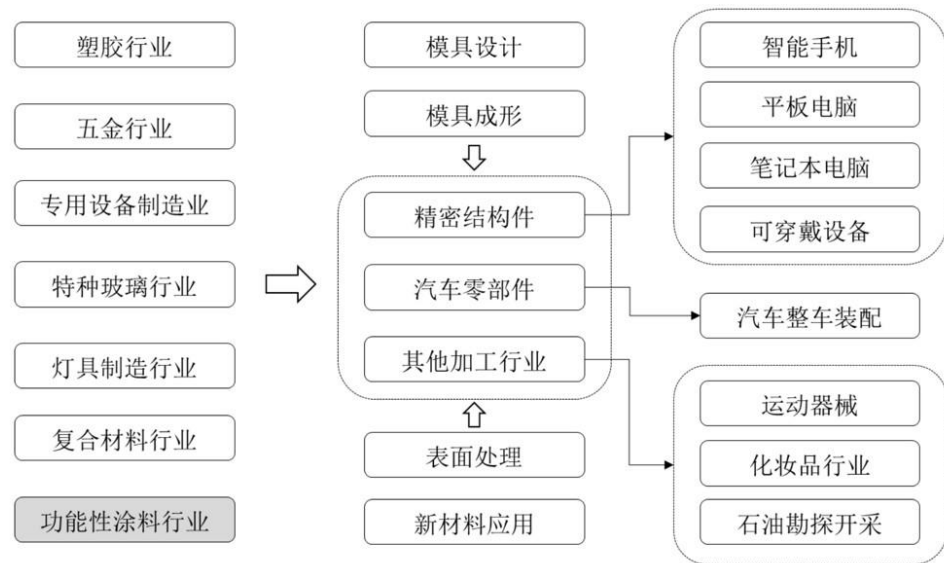 塑胶行业
五金行业
专用设备制造业
特种玻璃行业
灯具制造行业
复合材料行业
功能性涂料行业
模具设计
模具成形
精密结构件
汽车零部件
其他加工行业
表面处理
新材料应用
智能手机
平板电脑
笔记本电脑
可穿戴设备
汽车整车装配
运动器械
化妆品行业
石油勘探开采